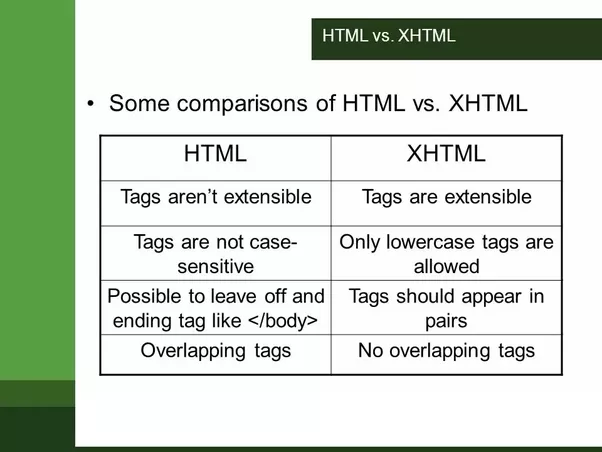 HTML vs. XHTML
• Some comparisons of HTML vs. XHTML
HTML XHTML
Tags aren’t extensible Tags are extensible
Tags are not case-
sensitive
Only lowercase tags are
allowed
Possible to leave off and
ending tag like </body>
Tags should appear in
pairs
Overlapping tags No overlapping tags